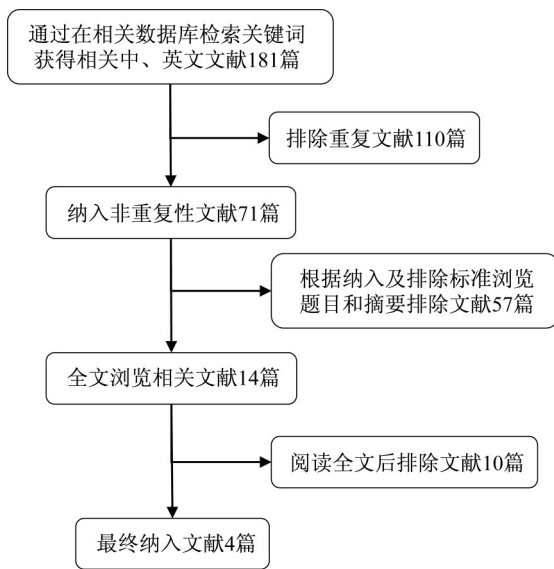 通过在相关数据库检索关键词
获得相关中、英文文献181篇
排除重复文献110篇
纳入非重复性文献71篇
根据纳入及排除标准浏览
题目和摘要排除文献57篇
全文浏览相关文献14篇
阅读全文后排除文献10篇
最终纳入文献4篇